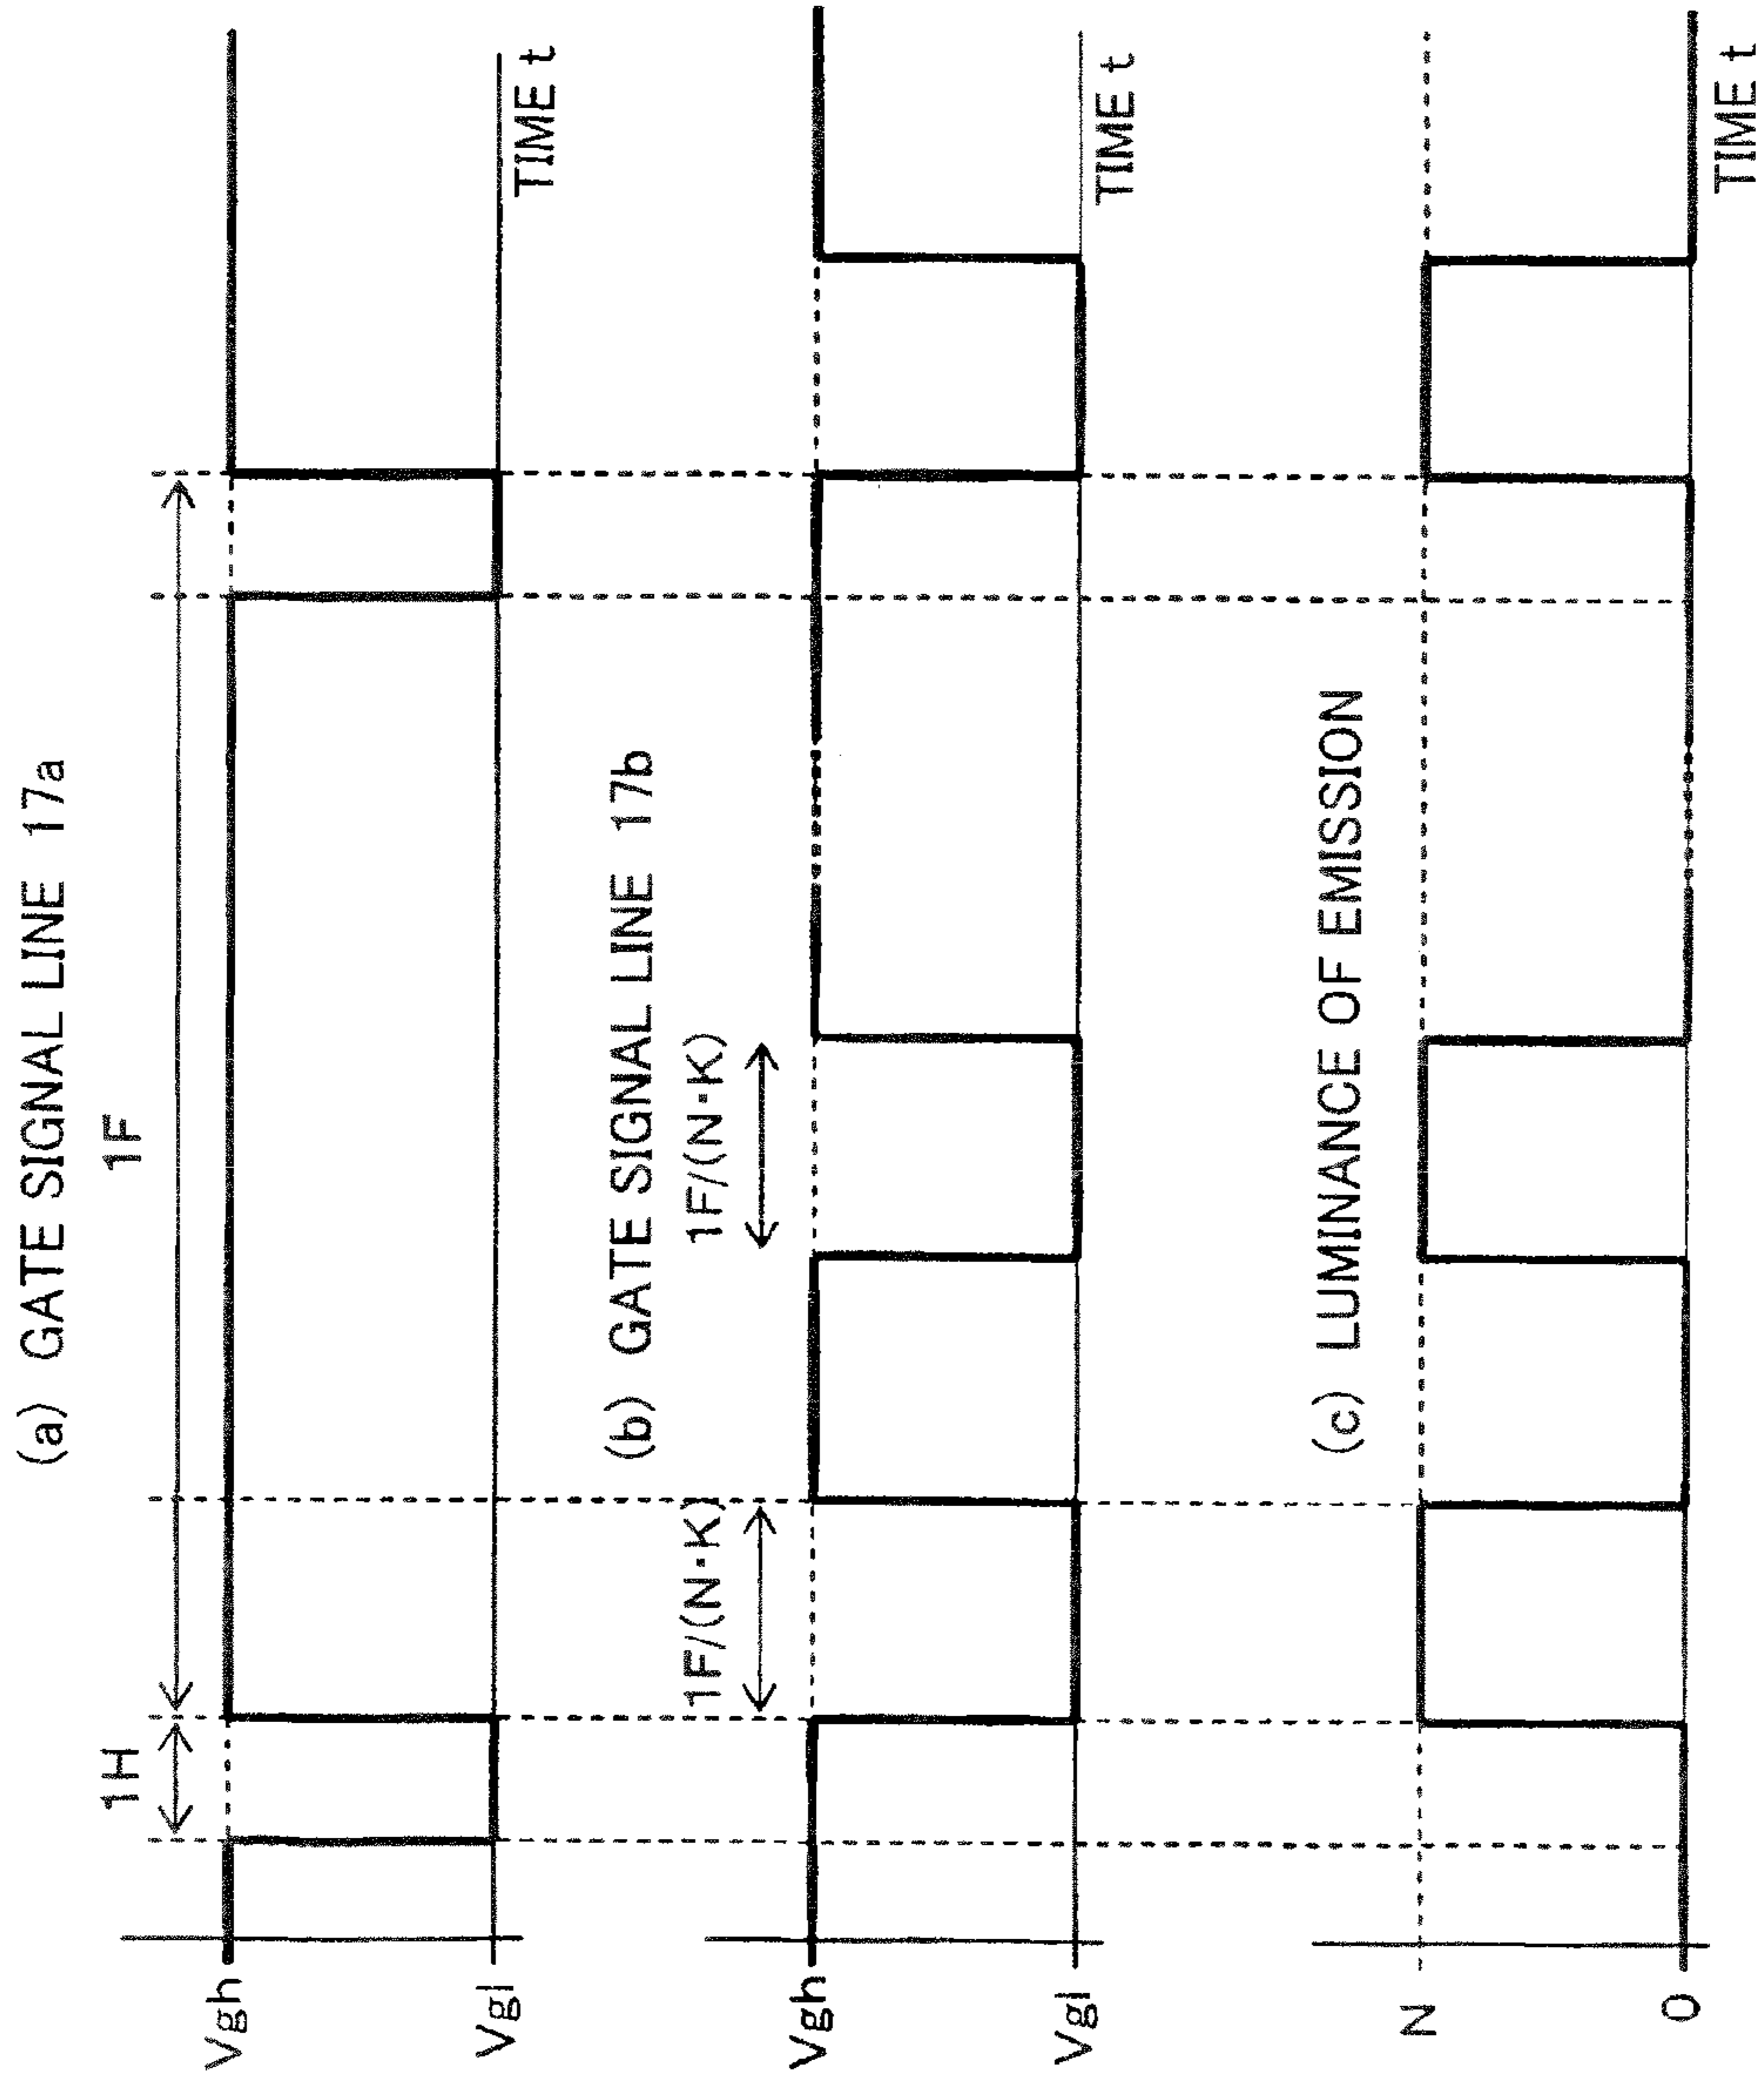 (a) GATE SIGNAL LINE 17a
1H
1F
Vgh
Vgl
TIME t
(b) GATE SIGNAL LINE 17b
1F/(N·K)
1F/(N·K)
Vgh
Vgl
TIME t
(c) LUMINANCE OF EMISSION
N
0
TIME t